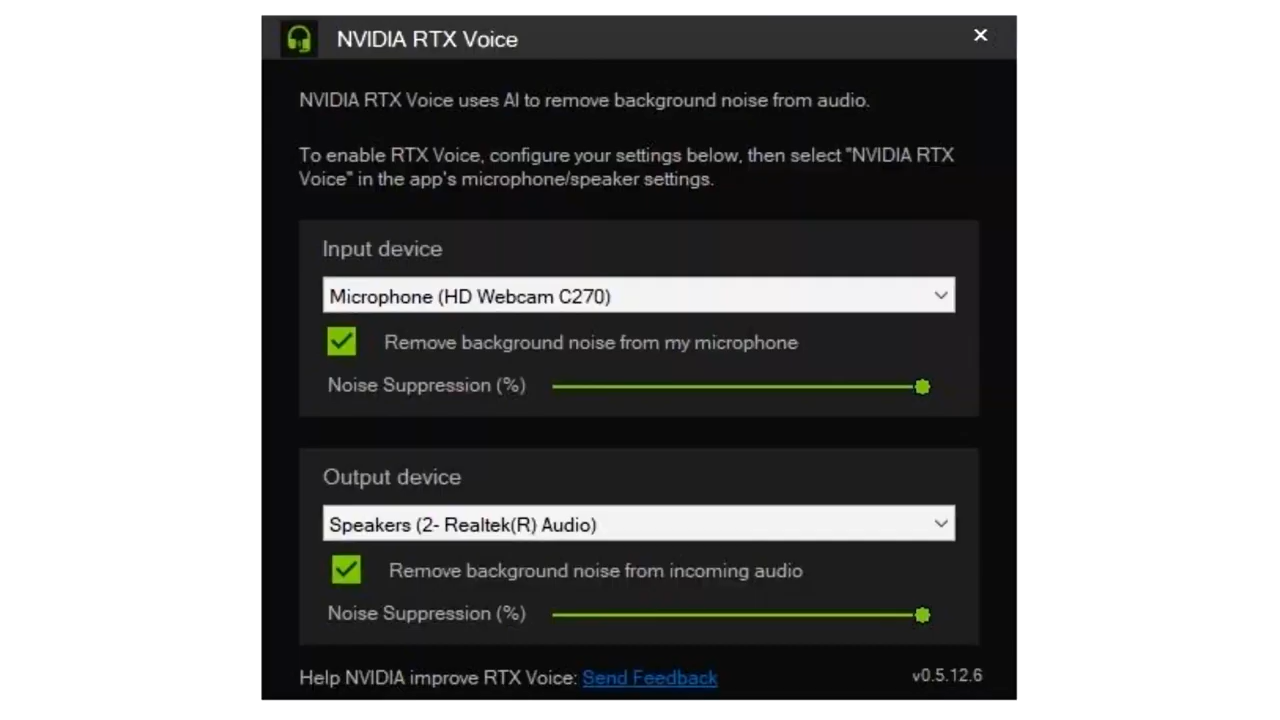 NVIDIA RTX Voice
NVIDIA RTX Voice uses AI to remove background noise from audio.
To enable RTX Voice, configure your settings below, then select "NVIDIA RTX
Voice" in the app's microphone/speaker settings.
Input device
Microphone (HD Webcam C270)
Remove background noise from my microphone
Noise Suppression (%)
Output device
Speakers (2- Realtek(R) Audio)
Remove background noise from incoming audio
Noise Suppression (%)
Help NVIDIA improve RTX Voice: Send Feedback
v0.5.12.6